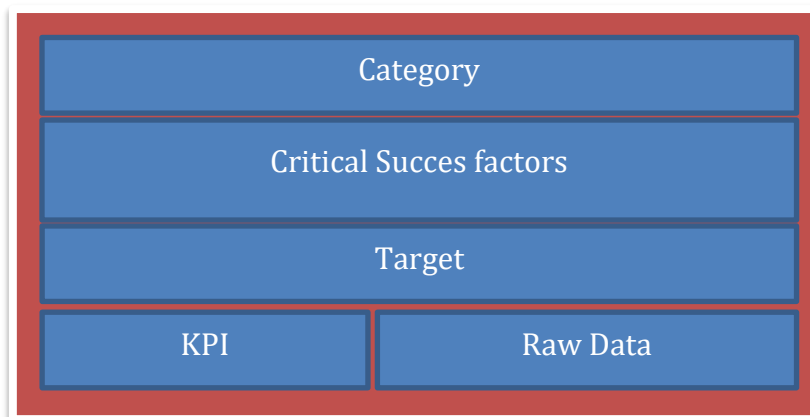 Category
Critical Succes factors
Target
KPI
Raw Data